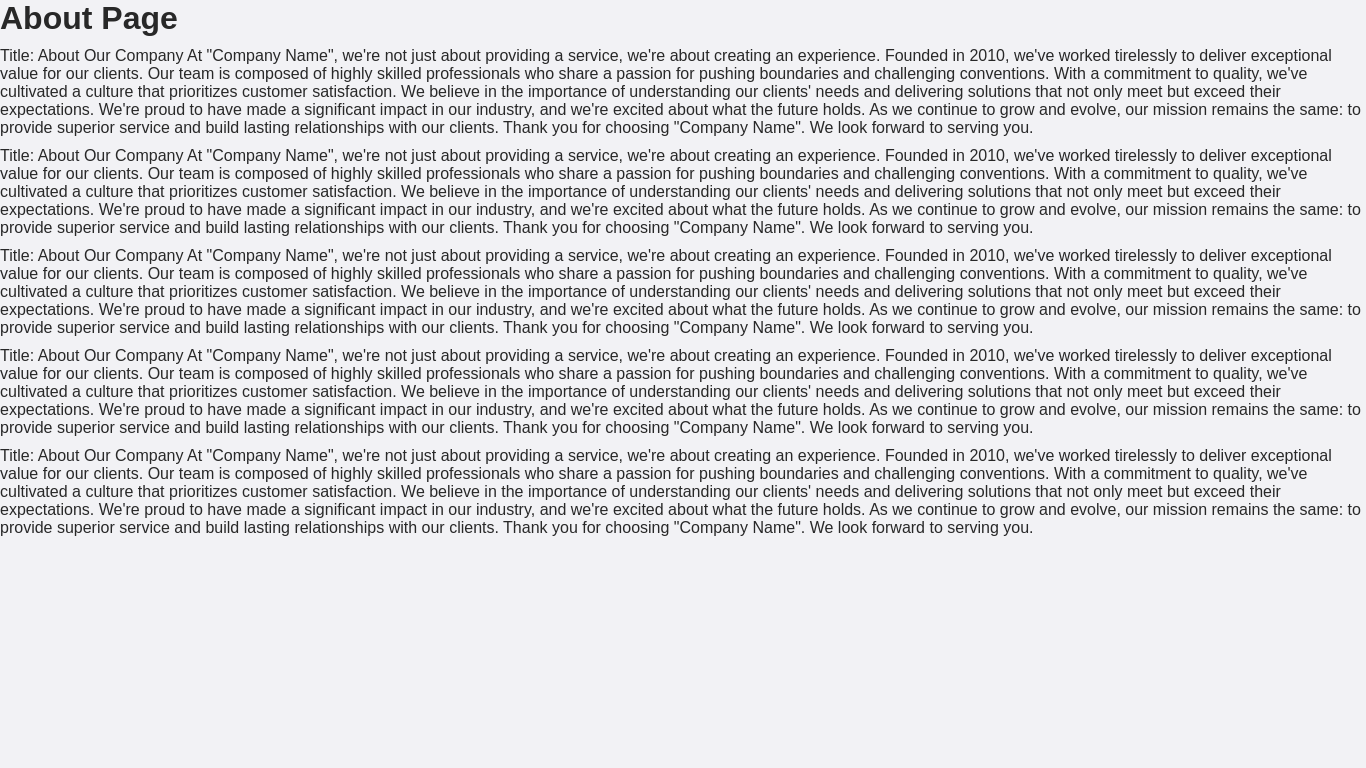 About Page
Title: About Our Company At "Company Name", we're not just about providing a service, we're about creating an experience. Founded in 2010, we've worked tirelessly to deliver exceptional
value for our clients. Our team is composed of highly skilled professionals who share a passion for pushing boundaries and challenging conventions. With a commitment to quality, we've
cultivated a culture that prioritizes customer satisfaction. We believe in the importance of understanding our clients' needs and delivering solutions that not only meet but exceed their
expectations. We're proud to have made a significant impact in our industry, and we're excited about what the future holds. As we continue to grow and evolve, our mission remains the same: to
provide superior service and build lasting relationships with our clients. Thank you for choosing "Company Name". We look forward to serving you.
Title: About Our Company At "Company Name", we're not just about providing a service, we're about creating an experience. Founded in 2010, we've worked tirelessly to deliver exceptional
value for our clients. Our team is composed of highly skilled professionals who share a passion for pushing boundaries and challenging conventions. With a commitment to quality, we've
cultivated a culture that prioritizes customer satisfaction. We believe in the importance of understanding our clients' needs and delivering solutions that not only meet but exceed their
expectations. We're proud to have made a significant impact in our industry, and we're excited about what the future holds. As we continue to grow and evolve, our mission remains the same: to
provide superior service and build lasting relationships with our clients. Thank you for choosing "Company Name". We look forward to serving you.
Title: About Our Company At "Company Name", we're not just about providing a service, we're about creating an experience. Founded in 2010, we've worked tirelessly to deliver exceptional
value for our clients. Our team is composed of highly skilled professionals who share a passion for pushing boundaries and challenging conventions. With a commitment to quality, we've
cultivated a culture that prioritizes customer satisfaction. We believe in the importance of understanding our clients' needs and delivering solutions that not only meet but exceed their
expectations. We're proud to have made a significant impact in our industry, and we're excited about what the future holds. As we continue to grow and evolve, our mission remains the same: to
provide superior service and build lasting relationships with our clients. Thank you for choosing "Company Name". We look forward to serving you.
Title: About Our Company At "Company Name", we're not just about providing a service, we're about creating an experience. Founded in 2010, we've worked tirelessly to deliver exceptional
value for our clients. Our team is composed of highly skilled professionals who share a passion for pushing boundaries and challenging conventions. With a commitment to quality, we've
cultivated a culture that prioritizes customer satisfaction. We believe in the importance of understanding our clients' needs and delivering solutions that not only meet but exceed their
expectations. We're proud to have made a significant impact in our industry, and we're excited about what the future holds. As we continue to grow and evolve, our mission remains the same: to
provide superior service and build lasting relationships with our clients. Thank you for choosing "Company Name". We look forward to serving you.
Title: About Our Company At "Company Name", we're not just about providing a service, we're about creating an experience. Founded in 2010, we've worked tirelessly to deliver exceptional
value for our clients. Our team is composed of highly skilled professionals who share a passion for pushing boundaries and challenging conventions. With a commitment to quality, we've
cultivated a culture that prioritizes customer satisfaction. We believe in the importance of understanding our clients' needs and delivering solutions that not only meet but exceed their
expectations. We're proud to have made a significant impact in our industry, and we're excited about what the future holds. As we continue to grow and evolve, our mission remains the same: to
provide superior service and build lasting relationships with our clients. Thank you for choosing "Company Name". We look forward to serving you.